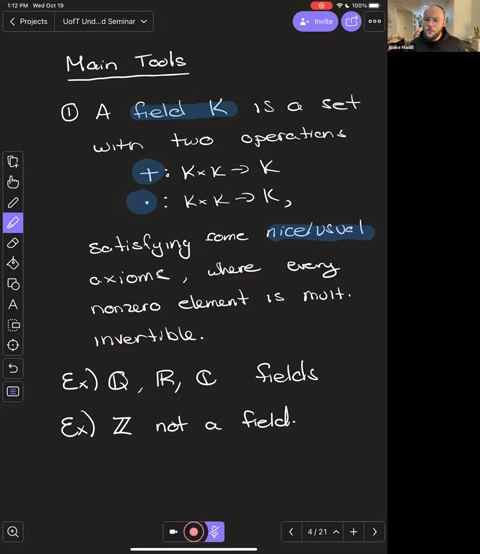 1:12 PM Wed Oct 19
100%
Projects
UofT Und...d Seminar
Invite
Blake Madill
Main Tools
① A field K is a set
with two operations
+ : K×K → K
· : K×K → K,
satisfying some nice/usual
axioms, where every
nonzero element is mult.
invertible.
Ex) ℚ, ℝ, ℂ fields
Ex) ℤ not a field.
A
4/21